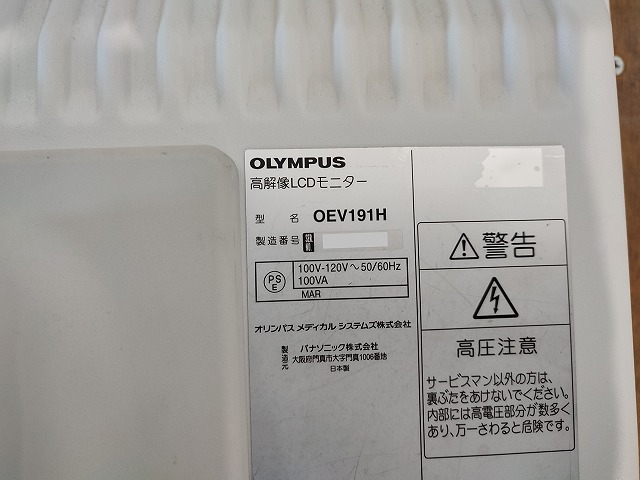 OLYMPUS
高解像LCDモニター
型 名 OEV191H
製造番号
PS
E
100V-120V～50/60Hz
100VA
MAR
オリンパス メディカル システムズ株式会社
製造元
パナソニック株式会社
大阪府門真市大字門真1006番地
日本製
警告
高圧注意
サービスマン以外の方は、
裏ぶたをあけないでください。
内部には高電圧部分が数多く
あり、万一さわると危険です。